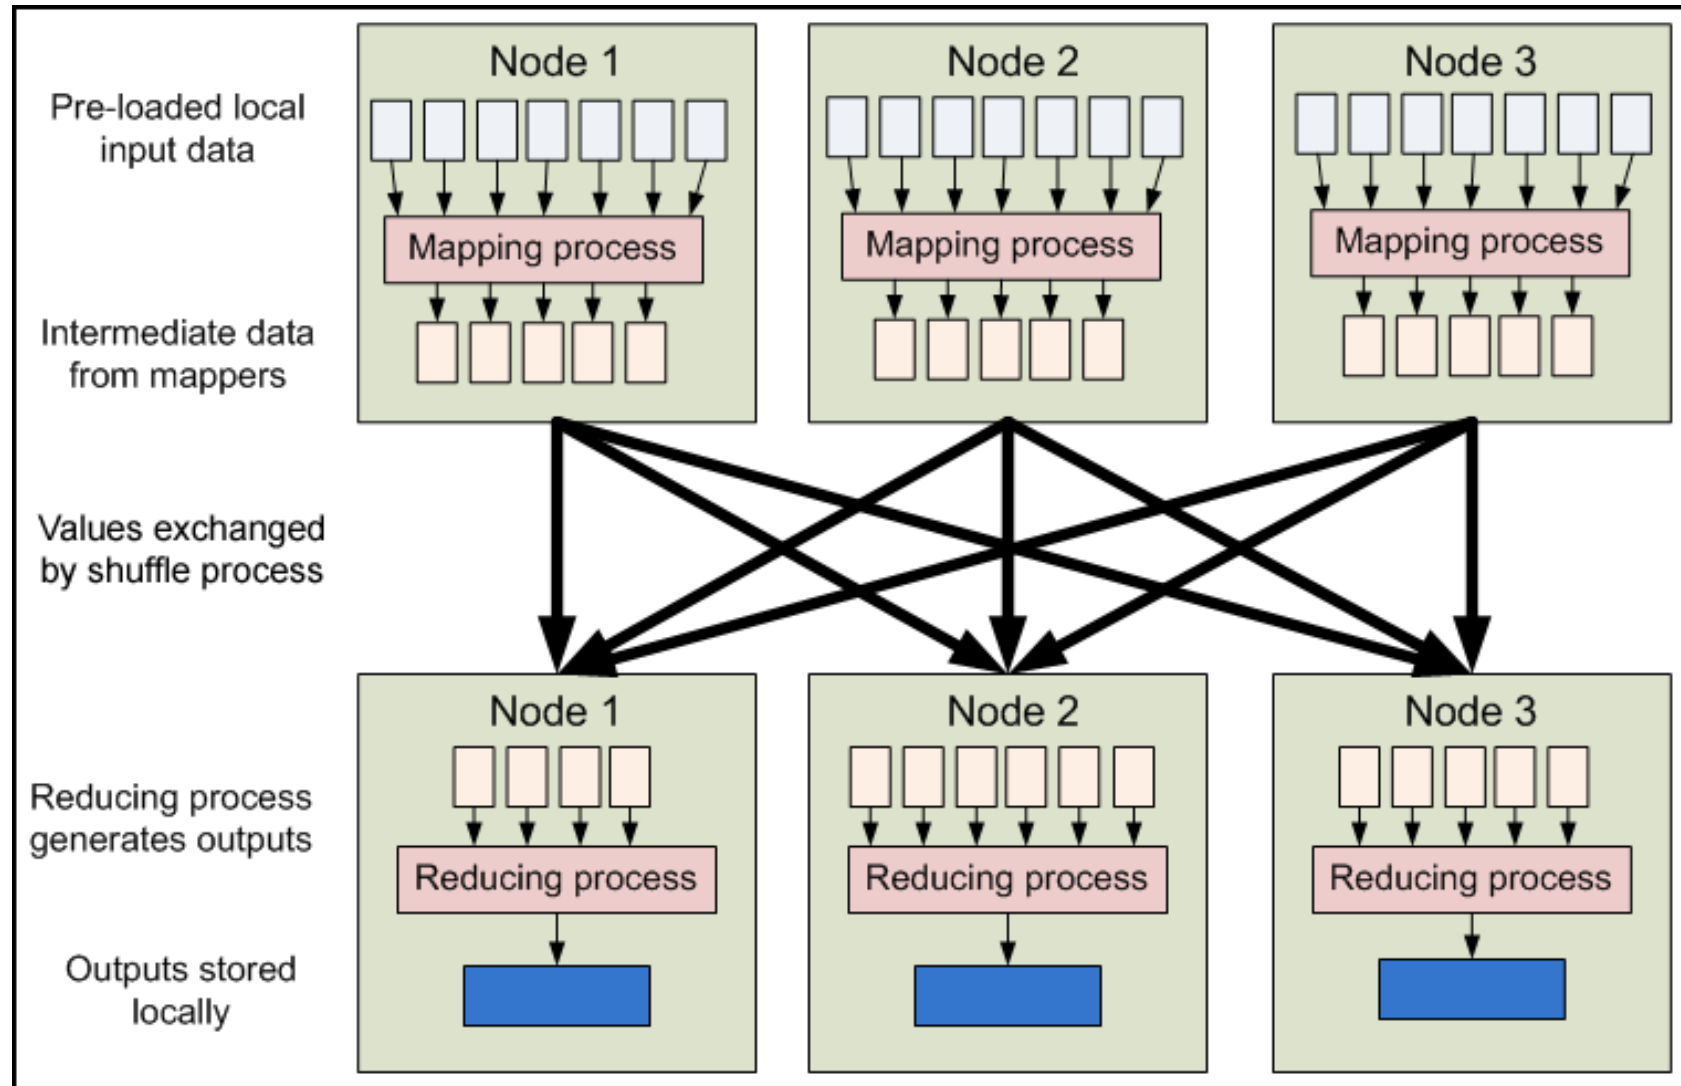 Node 1
Node 2
Node 3
Pre-loaded local
input data
Mapping process
Mapping process
Mapping process
Intermediate data
from mappers
Values exchanged
by shuffle process
Node 1
Node 2
Node 3
Reducing process
generates outputs
Reducing process
Reducing process
Reducing process
Outputs stored
locally